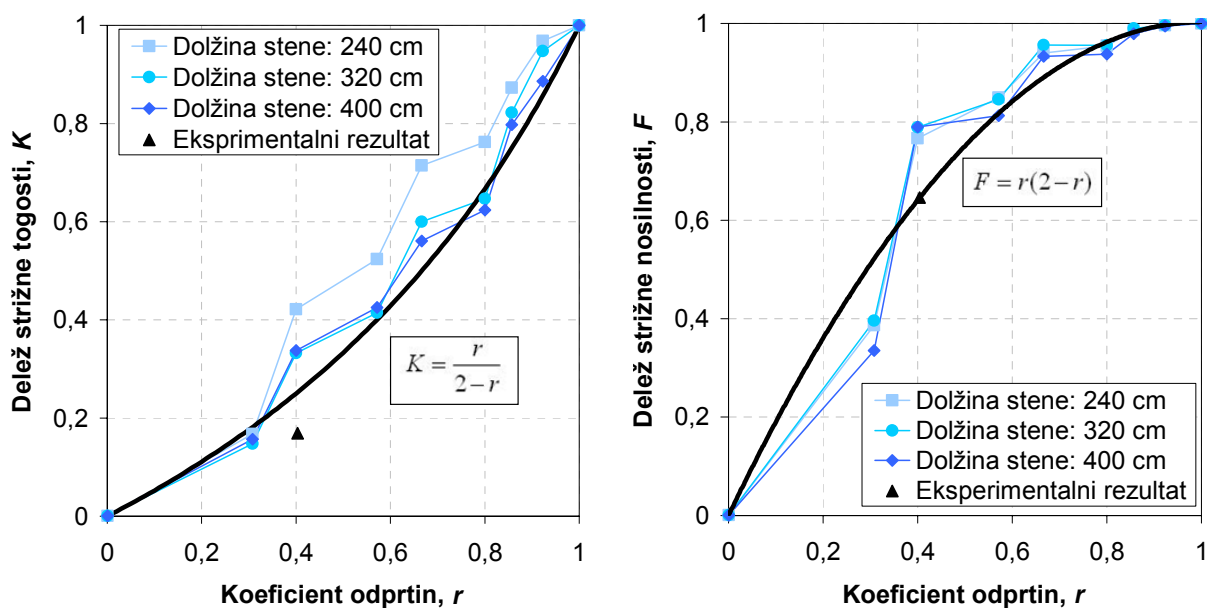 Delež strižne togosti, K
1
0,8
0,6
0,4
0,2
0
Dolžina stene: 240 cm
Dolžina stene: 320 cm
Dolžina stene: 400 cm
Eksprimentalni rezultat
K = r / (2 − r)
0 0,2 0,4 0,6 0,8 1
Koeficient odprtin, r
Delež strižne nosilnosti, F
1
0,8
0,6
0,4
0,2
0
F = r(2 − r)
Dolžina stene: 240 cm
Dolžina stene: 320 cm
Dolžina stene: 400 cm
Eksperimentalni rezultat
0 0,2 0,4 0,6 0,8 1
Koeficient odprtin, r